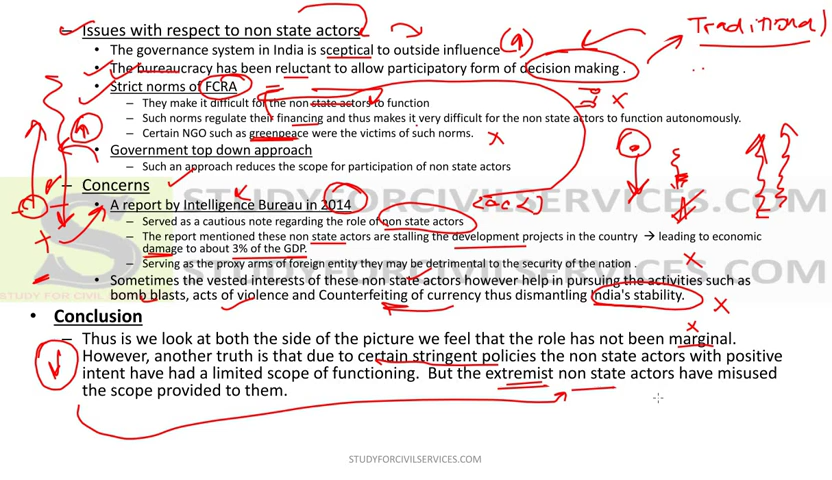 Issues with respect to non state actors
Traditional
• The governance system in India is sceptical to outside influence
• The bureaucracy has been reluctant to allow participatory form of decision making .
• Strict norms of FCRA
– They make it difficult for the non state actors to function
– Such norms regulate their financing and thus makes it very difficult for the non state actors to function autonomously.
– Certain NGO such as greenpeace were the victims of such norms.
• Government top down approach
– Such an approach reduces the scope for participation of non state actors
– Concerns
STUDYFORCIVILSERVICES.COM
• A report by Intelligence Bureau in 2014
– Served as a cautious note regarding the role of non state actors
– The report mentioned these non state actors are stalling the development projects in the country → leading to economic
damage to about 3% of the GDP.
– Serving as the proxy arms of foreign entity they may be detrimental to the security of the nation .
STUDYFORCIVILSERVICES.COM
• Sometimes the vested interests of these non state actors however help in pursuing the activities such as
STUDY FOR CIVIL
bomb blasts, acts of violence and Counterfeiting of currency thus dismantling India's stability.
• Conclusion
– Thus is we look at both the side of the picture we feel that the role has not been marginal.
However, another truth is that due to certain stringent policies the non state actors with positive
intent have had a limited scope of functioning. But the extremist non state actors have misused
the scope provided to them.
STUDYFORCIVILSERVICES.COM